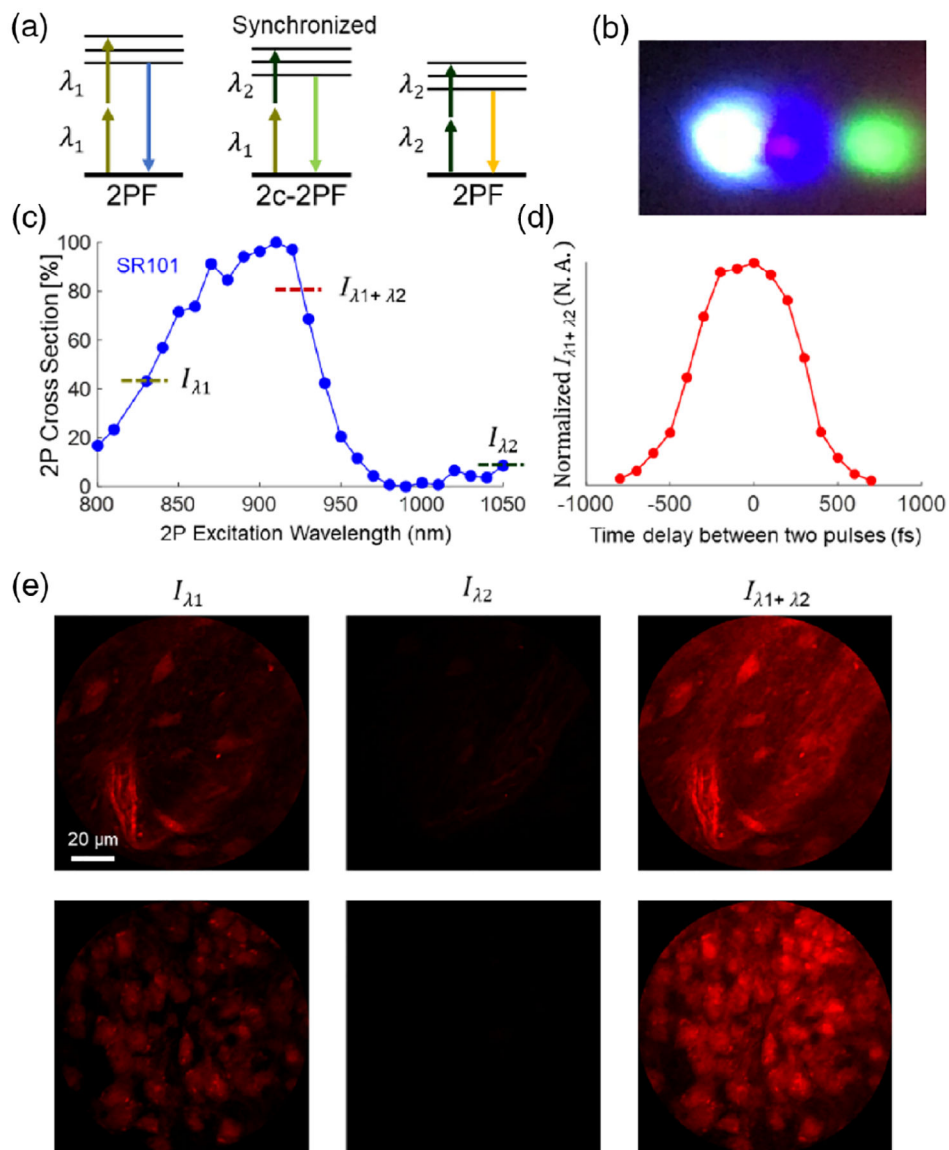 (a)
Synchronized
(b)
λ1
λ2
λ2
λ1
λ1
λ2
2PF
2c-2PF
2PF
(c)
(d)
2P Cross Section [%]
100
80
60
40
20
0
SR101
Iλ1+ λ2
Iλ1
Iλ2
800
850
900
950
1000
1050
2P Excitation Wavelength (nm)
Normalized Iλ1+ λ2 (N. A.)
-1000
-500
0
500
1000
Time delay between two pulses (fs)
(e)
Iλ1
Iλ2
Iλ1+ λ2
20 µm